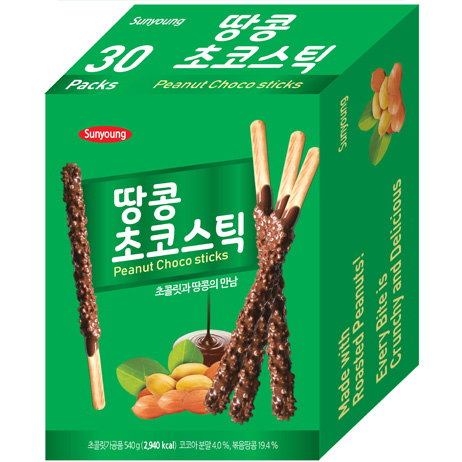 Sunyoung
30
Packs
땅콩
초코스틱
Peanut Choco sticks
Sunyoung
땅콩
초코스틱
Peanut Choco sticks
초콜릿과 땅콩의 만남
초콜릿가공품 540g (2,940 kcal) 코코아 분말 4.0 %, 볶음땅콩 19.4 %
Sunyoung
Made with
Roasted Peanuts!
Every Bite is
Crunchy and Delicious